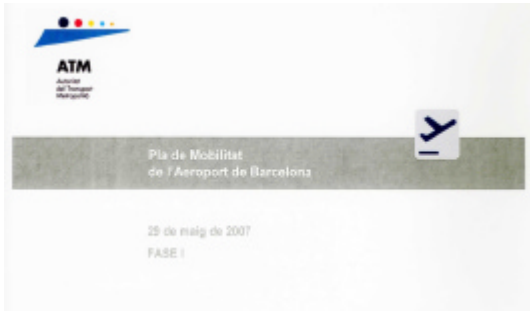 ATM
Autoritat
del Transport
Metropolità
Pla de Mobilitat
de l'Aeroport de Barcelona
29 de maig de 2007
FASE I